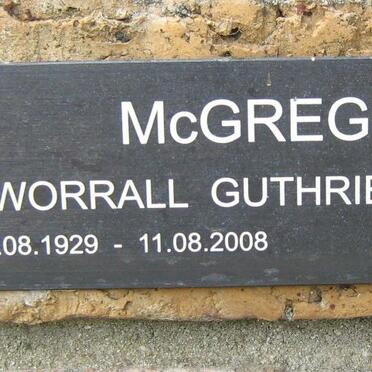 McGREG
WORRALL GUTHRIE
.08.1929 - 11.08.2008